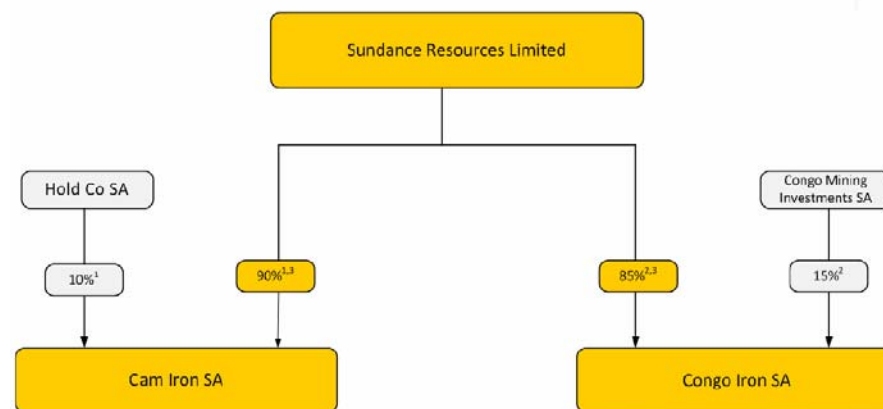 Sundance Resources Limited
Hold Co SA
Congo Mining
Investments SA
10%¹
90%¹,³
85%²,³
15%²
Cam Iron SA
Congo Iron SA